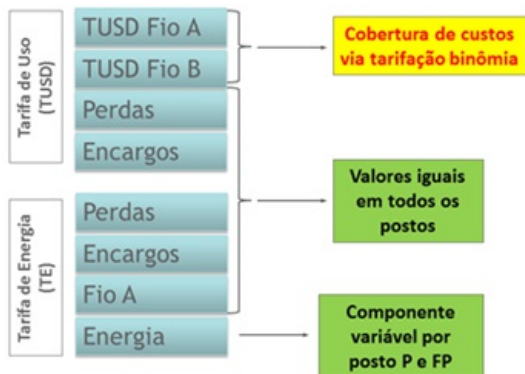 Tarifa de Uso
(TUSD)
TUSD Fio A
TUSD Fio B
Perdas
Encargos
Cobertura de custos
via tarifação binômia
Tarifa de Energia
(TE)
Perdas
Encargos
Fio A
Energia
Valores iguais
em todos os
postos
Componente
variável por
posto P e FP